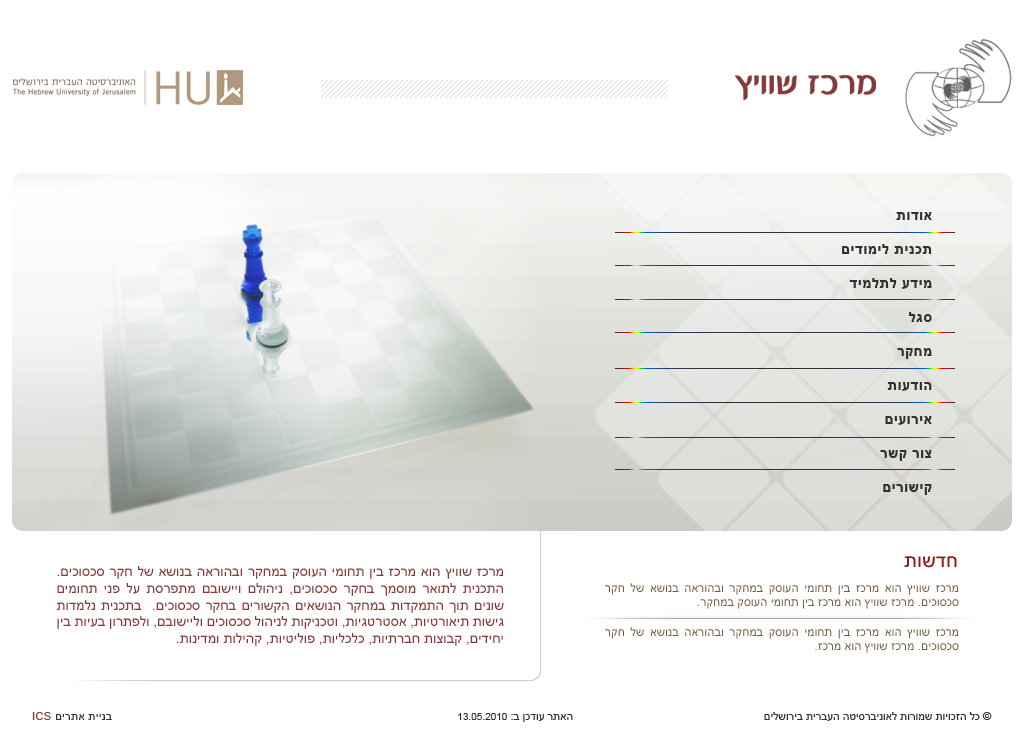 מרכז שוויץ
האוניברסיטה העברית בירושלים
The Hebrew University of Jerusalem
HU
אודות
תכנית לימודים
מידע לתלמיד
סגל
מחקר
הודעות
אירועים
צור קשר
קישורים
חדשות
מרכז שוויץ הוא מרכז בין תחומי העוסק במחקר ובהוראה בנושא של חקר
סכסוכים. מרכז שוויץ הוא מרכז בין תחומי העוסק במחקר.
מרכז שוויץ הוא מרכז בין תחומי העוסק במחקר ובהוראה בנושא של חקר
סכסוכים. מרכז שוויץ הוא מרכז.
מרכז שוויץ הוא מרכז בין תחומי העוסק במחקר ובהוראה בנושא של חקר סכסוכים.
התכנית לתואר מוסמך בחקר סכסוכים, ניהולם ויישובם מתפרסת על פני תחומים
שונים תוך התמקדות במחקר הנושאים הקשורים בחקר סכסוכים.  בתכנית נלמדות
גישות תיאורטיות, אסטרטגיות, וטכניקות לניהול סכסוכים וליישובם, ולפתרון בעיות בין
יחידים, קבוצות חברתיות, כלכליות, פוליטיות, קהילות ומדינות.
© כל הזכויות שמורות לאוניברסיטה העברית בירושלים
האתר עודכן ב: 13.05.2010
בניית אתרים ICS